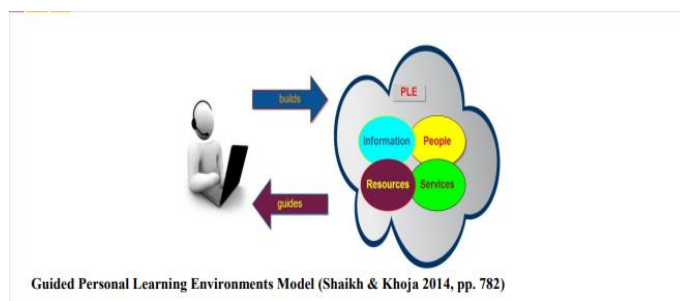 PLE
builds
Information People
Resources Services
guides
Guided Personal Learning Environments Model (Shaikh & Khoja 2014, pp. 782)